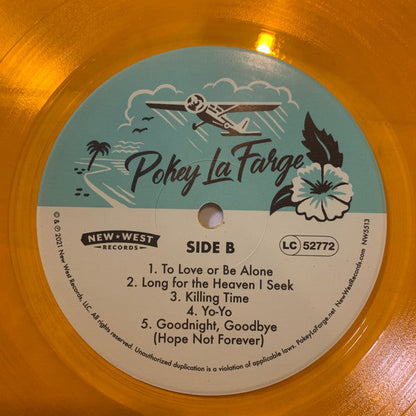 Pokey La Farge
NEW ★ WEST
RECORDS
SIDE B
LC 52772
1. To Love or Be Alone
2. Long for the Heaven I Seek
3. Killing Time
4. Yo-Yo
5. Goodnight, Goodbye
(Hope Not Forever)
© & ℗ 2021 New West Records, LLC. All rights reserved. Unauthorized duplication is a violation of applicable laws. PokeyLaFarge.net NewWestRecords.com NW5513